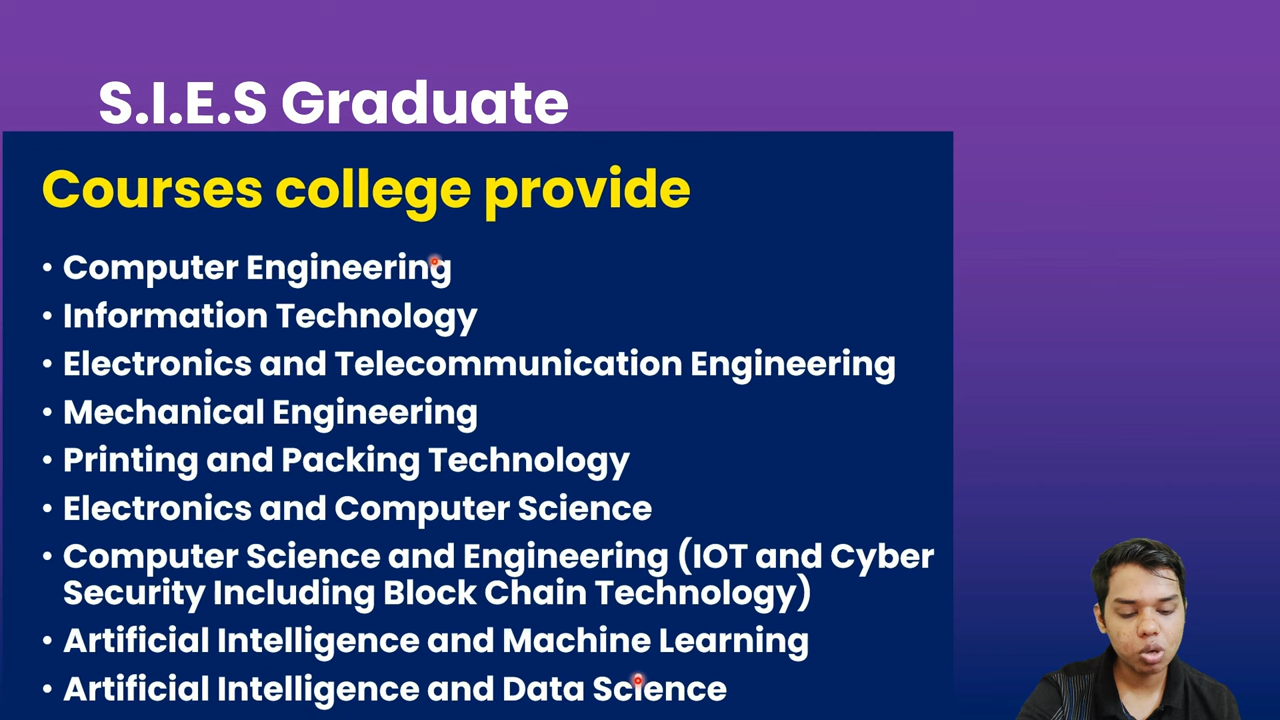 S.I.E.S Graduate
Courses college provide
• Computer Engineering
• Information Technology
• Electronics and Telecommunication Engineering
• Mechanical Engineering
• Printing and Packing Technology
• Electronics and Computer Science
• Computer Science and Engineering (IOT and Cyber
Security Including Block Chain Technology)
• Artificial Intelligence and Machine Learning
• Artificial Intelligence and Data Science